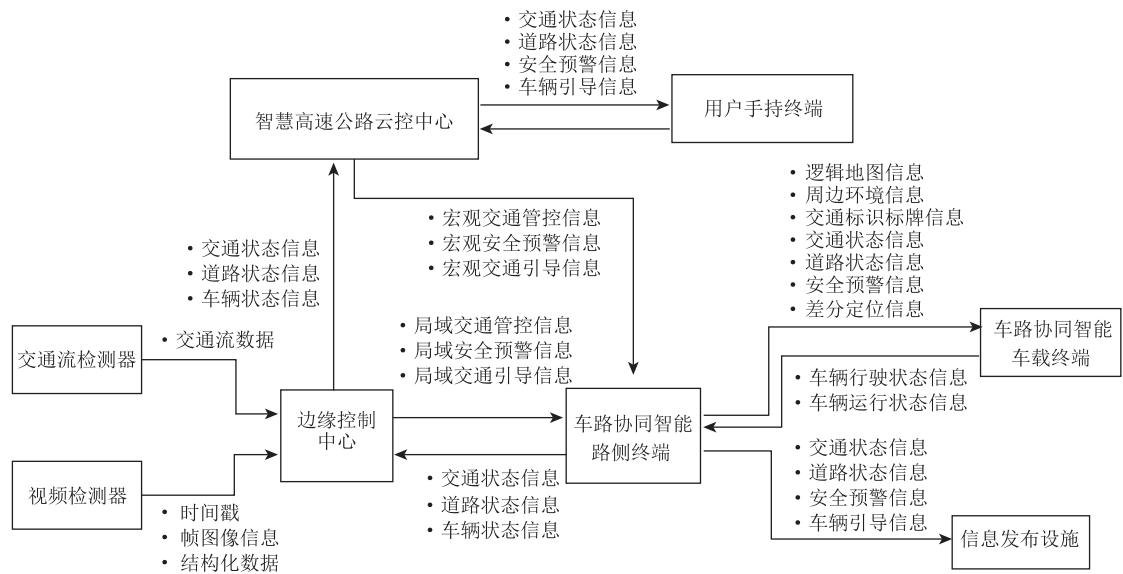 · 交通状态信息
· 道路状态信息
· 安全预警信息
· 车辆引导信息
智慧高速公路云控中心
用户手持终端
· 逻辑地图信息
· 周边环境信息
· 交通标识标牌信息
· 交通状态信息
· 道路状态信息
· 安全预警信息
· 差分定位信息
· 宏观交通管控信息
· 宏观安全预警信息
· 宏观交通引导信息
· 交通状态信息
· 道路状态信息
· 车辆状态信息
· 局域交通管控信息
· 局域安全预警信息
· 局域交通引导信息
交通流检测器
· 交通流数据
车路协同智能
车载终端
· 车辆行驶状态信息
· 车辆运行状态信息
边缘控制
中心
车路协同智能
路侧终端
· 交通状态信息
· 道路状态信息
· 安全预警信息
· 车辆引导信息
· 交通状态信息
· 道路状态信息
· 车辆状态信息
视频检测器
· 时间戳
· 帧图像信息
· 结构化数据
信息发布设施